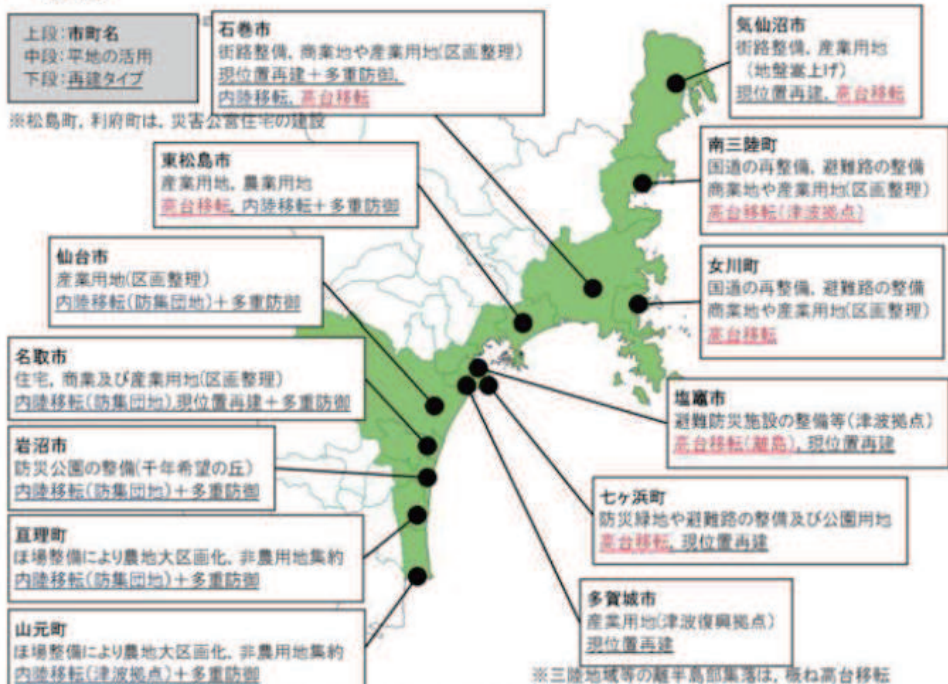 上段:市町名
中段:平地の活用
下段:再建タイプ
※松島町, 利府町は, 災害公営住宅の建設
石巻市
街路整備, 商業地や産業用地(区画整理)
現位置再建+多重防御,
内陸移転, 高台移転
気仙沼市
街路整備, 産業用地
(地盤嵩上げ)
現位置再建, 高台移転
東松島市
産業用地, 農業用地
高台移転, 内陸移転+多重防御
南三陸町
国道の再整備, 避難路の整備
商業地や産業用地(区画整理)
高台移転(津波拠点)
仙台市
産業用地(区画整理)
内陸移転(防集団地)+多重防御
女川町
国道の再整備, 避難路の整備
商業地や産業用地(区画整理)
高台移転
名取市
住宅, 商業及び産業用地(区画整理)
内陸移転(防集団地),現位置再建+多重防御
塩竈市
避難防災施設の整備等(津波拠点)
高台移転(離島), 現位置再建
岩沼市
防災公園の整備(千年希望の丘)
内陸移転(防集団地)+多重防御
七ヶ浜町
防災緑地や避難路の整備及び公園用地
高台移転, 現位置再建
亘理町
ほ場整備により農地大区画化, 非農用地集約
内陸移転(防集団地)+多重防御
多賀城市
産業用地(津波復興拠点)
現位置再建
山元町
ほ場整備により農地大区画化, 非農用地集約
内陸移転(津波拠点)+多重防御
※三陸地域等の離半島部集落は, 概ね高台移転